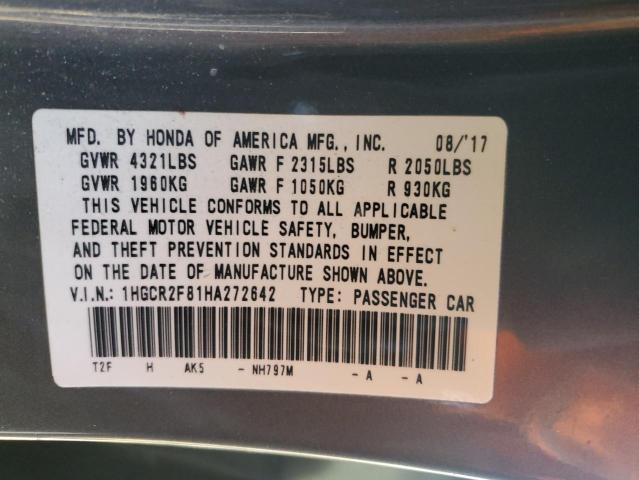 MFD. BY HONDA OF AMERICA MFG., INC. 08/'17
GVWR 4321LBS GAWR F 2315LBS R 2050LBS
GVWR 1960KG GAWR F 1050KG R 930KG
THIS VEHICLE CONFORMS TO ALL APPLICABLE
FEDERAL MOTOR VEHICLE SAFETY, BUMPER,
AND THEFT PREVENTION STANDARDS IN EFFECT
ON THE DATE OF MANUFACTURE SHOWN ABOVE.
V.I.N.: 1HGCR2F81HA272642 TYPE: PASSENGER CAR
T2F H AK5 - NH797M - A - A